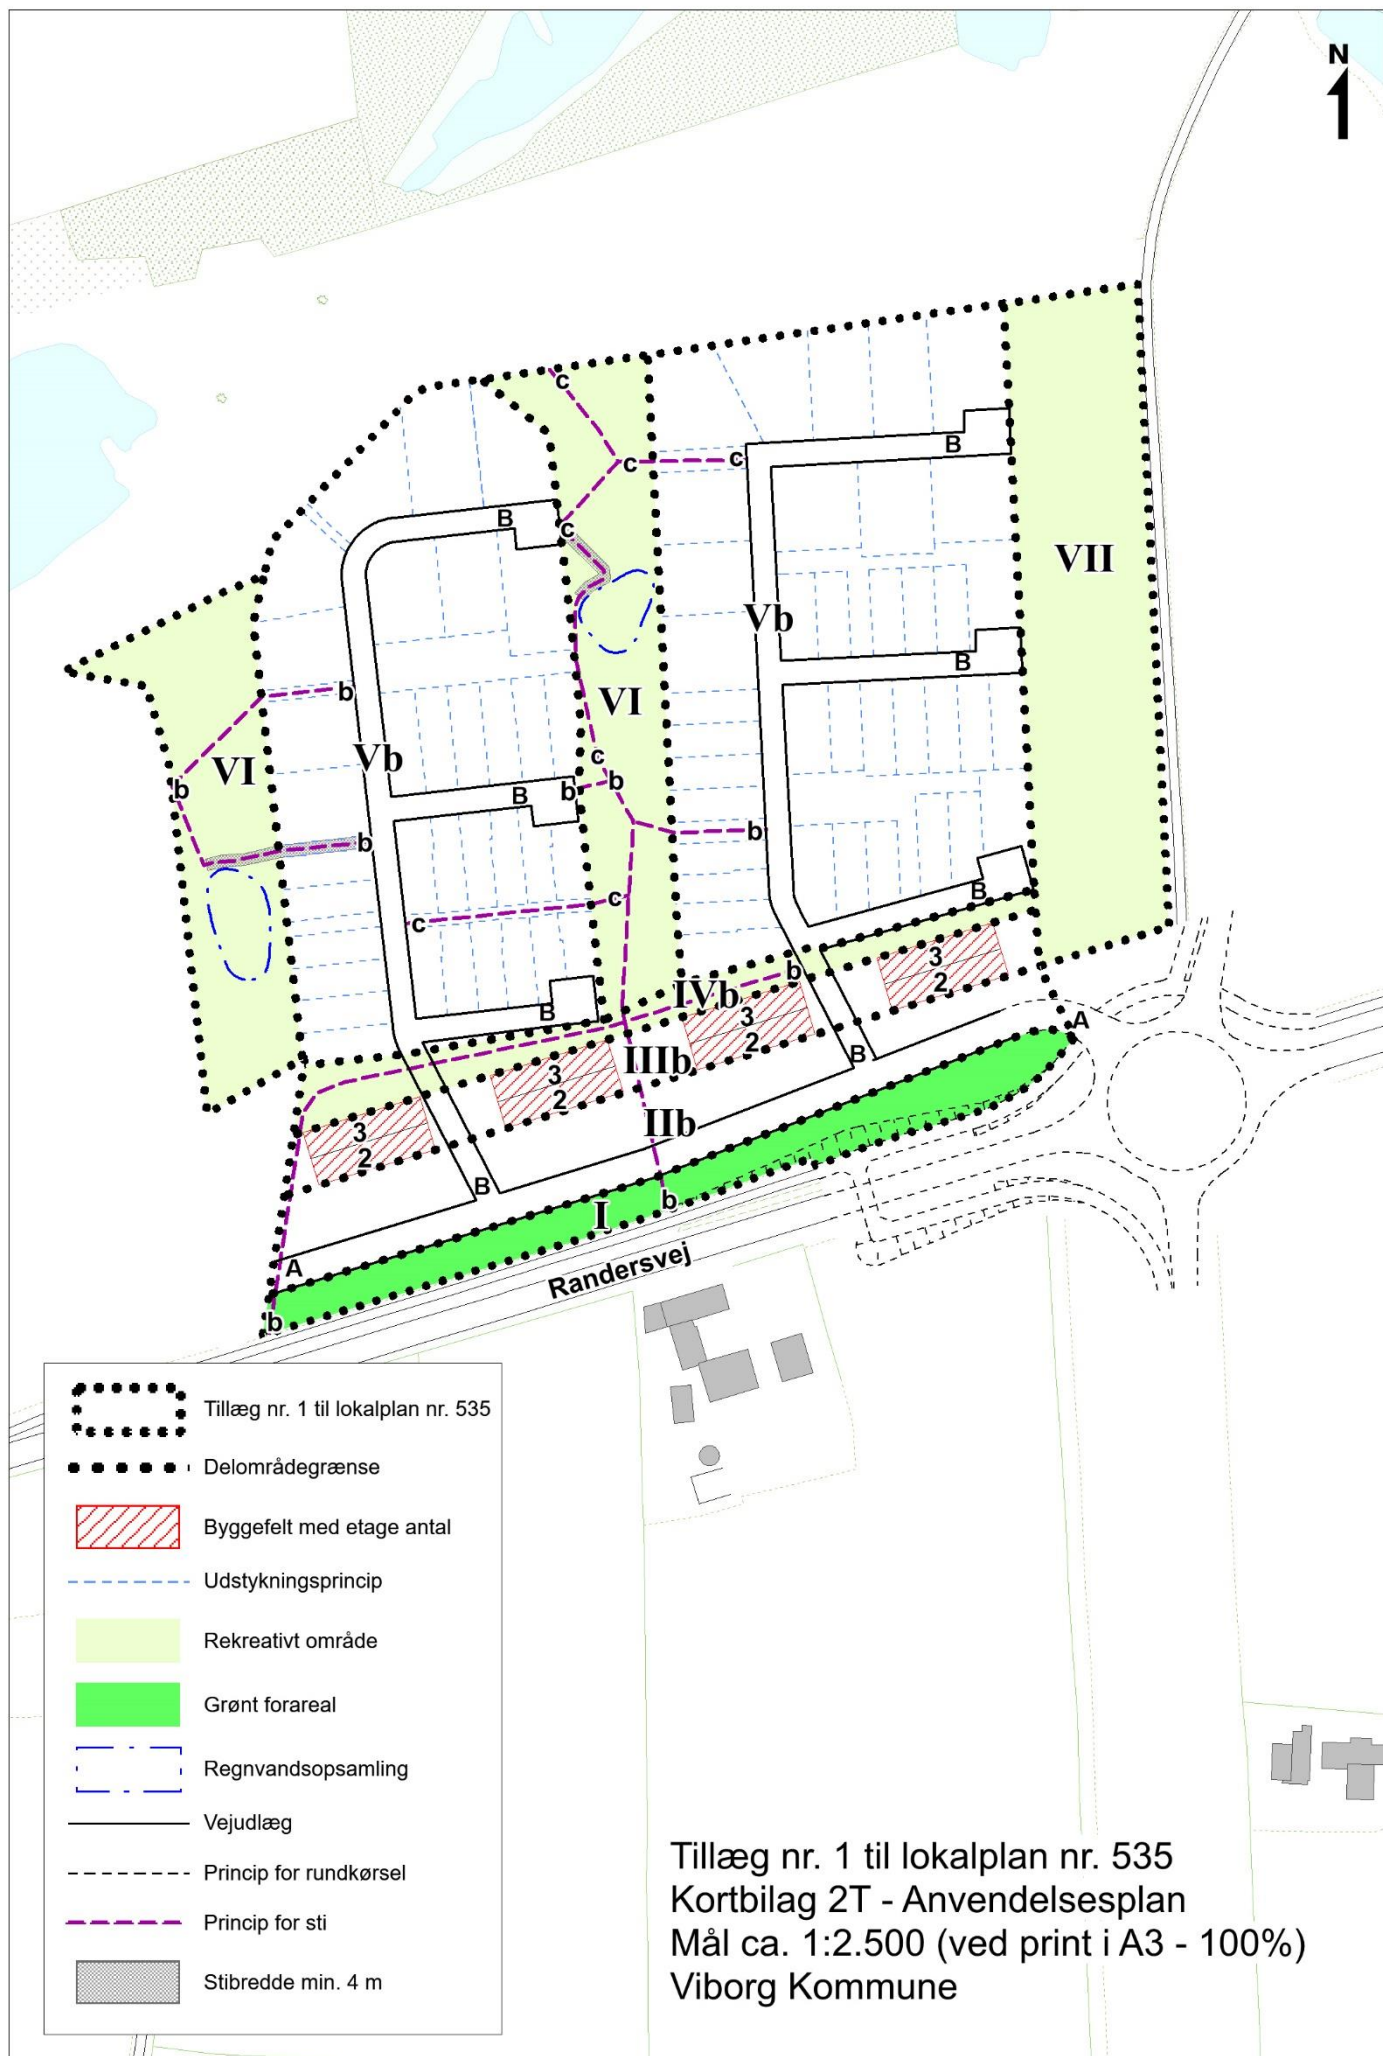 N
c
c
c
B
B
c
VII
Vb
B
VI
b
Vb
c
VI
b
b
B
b
b
b
B
c
c
3
2
b
IVb
B
3
2
IIIb
B
A
3
2
IIb
3
2
B
b
I
Randersvej
A
b
Tillæg nr. 1 til lokalplan nr. 535
Delområdegrænse
Byggefelt med etage antal
Udstykningsprincip
Rekreativt område
Grønt forareal
Regnvandsopsamling
Vejudlæg
Princip for rundkørsel
Princip for sti
Stibredde min. 4 m
Tillæg nr. 1 til lokalplan nr. 535
Kortbilag 2T - Anvendelsesplan
Mål ca. 1:2.500 (ved print i A3 - 100%)
Viborg Kommune